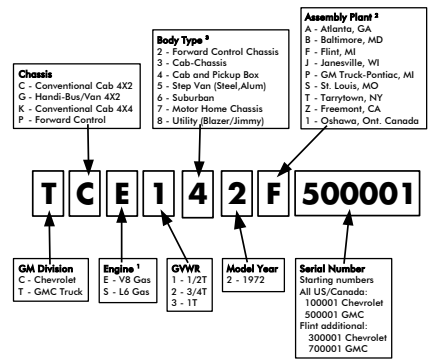 Assembly Plant 2
A - Atlanta, GA
B - Baltimore, MD
F - Flint, MI
J - Janesville, WI
P - GM Truck-Pontiac, MI
S - St. Louis, MO
T - Tarrytown, NY
Z - Freemont, CA
1 - Oshawa, Ont. Canada
Body Type 3
2 - Forward Control Chassis
3 - Cab-Chassis
4 - Cab and Pickup Box
5 - Step Van (Steel,Alum)
6 - Suburban
7 - Motor Home Chassis
8 - Utility (Blazer/Jimmy)
Chassis
C - Conventional Cab 4X2
G - Handi-Bus/Van 4X2
K - Conventional Cab 4X4
P - Forward Control
T C E 1 4 2 F 500001
GM Division
C - Chevrolet
T - GMC Truck
Engine 1
E - V8 Gas
S - L6 Gas
GVWR
1 - 1/2T
2 - 3/4T
3 - 1T
Model Year
2 - 1972
Serial Number
Starting numbers
All US/Canada:
100001 Chevrolet
500001 GMC
Flint additional:
300001 Chevrolet
700001 GMC